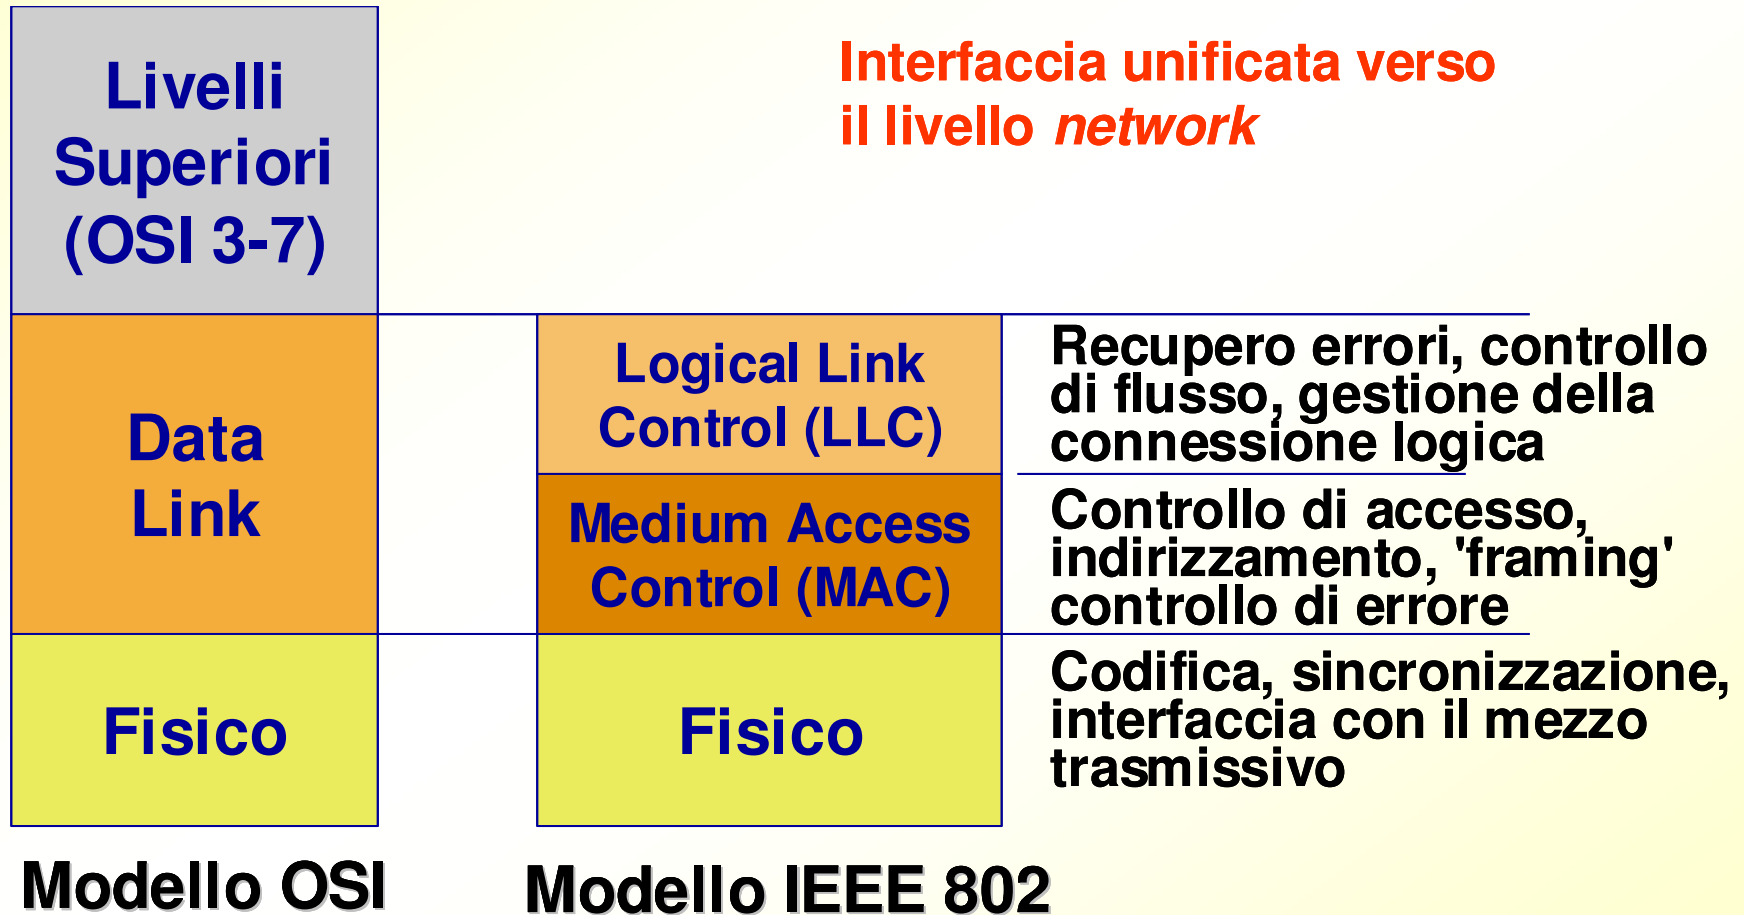 Livelli
Superiori
(OSI 3-7)
Interfaccia unificata verso
il livello network
Data
Link
Logical Link
Control (LLC)
Recupero errori, controllo
di flusso, gestione della
connessione logica
Medium Access
Control (MAC)
Controllo di accesso,
indirizzamento, 'framing'
controllo di errore
Fisico
Fisico
Codifica, sincronizzazione,
interfaccia con il mezzo
trasmissivo
Modello OSI
Modello IEEE 802